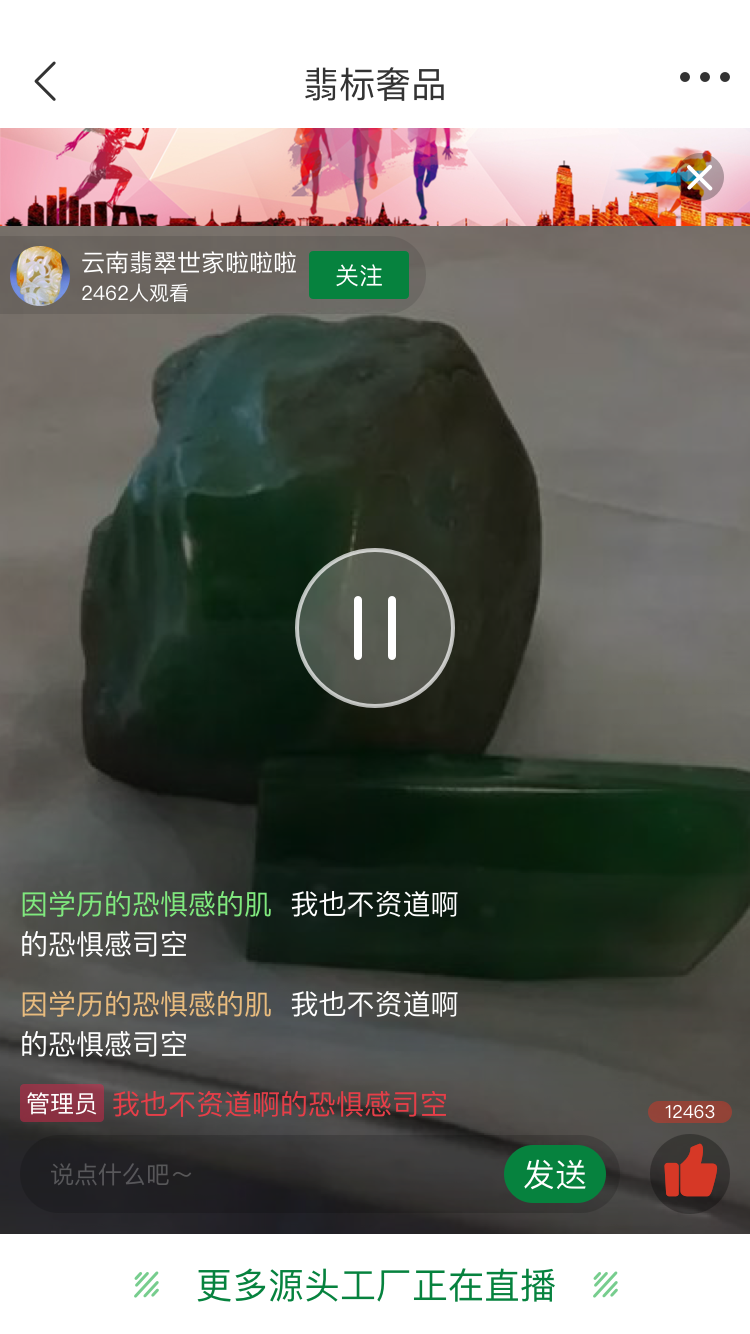 翡标奢品
云南翡翠世家啦啦啦
2462人观看
关注
因学历的恐惧感的肌 我也不资道啊
的恐惧感司空
因学历的恐惧感的肌 我也不资道啊
的恐惧感司空
管理员 我也不资道啊的恐惧感司空
12463
说点什么吧～
发送
更多源头工厂正在直播